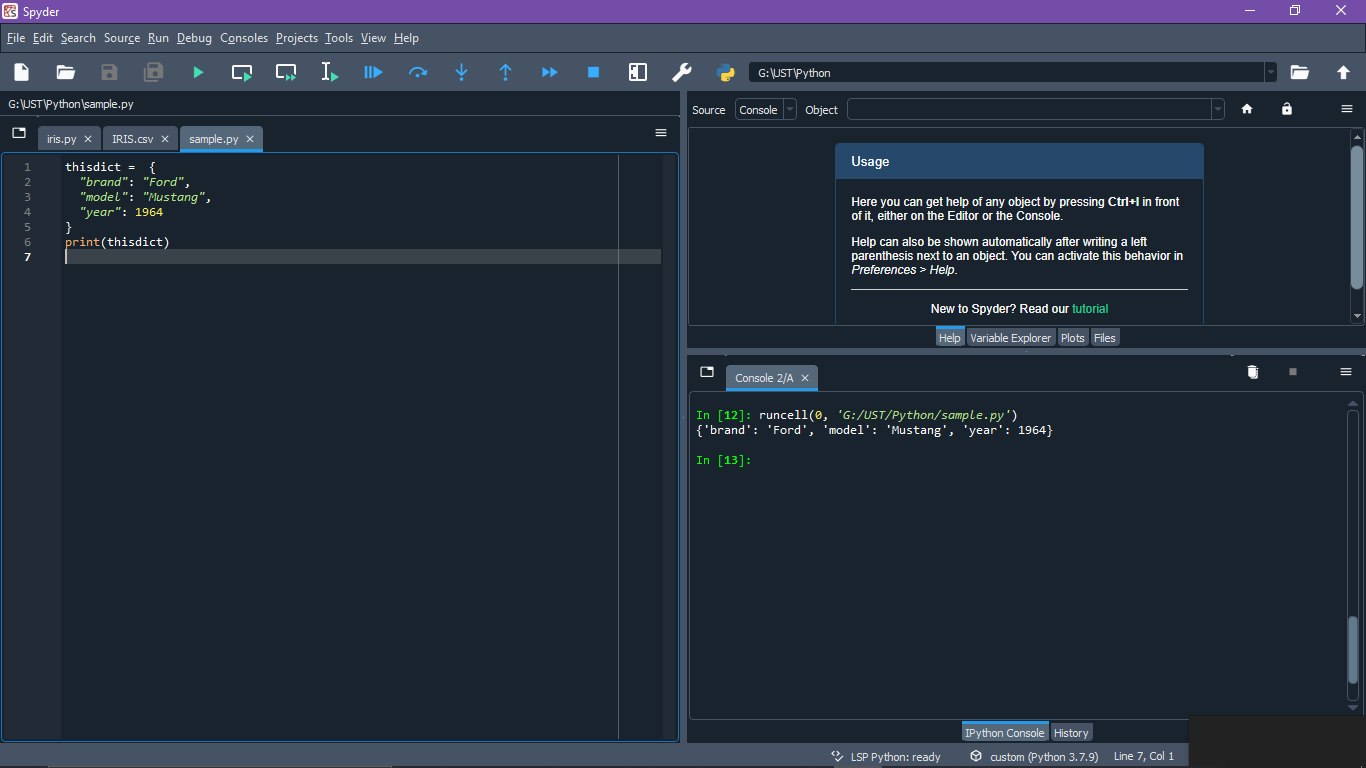 Spyder
File Edit Search Source Run Debug Consoles Projects Tools View Help
G:\UST\Python
G:\UST\Python\sample.py
iris.py
IRIS.csv
sample.py
1 thisdict =  {
2   "brand": "Ford",
3   "model": "Mustang",
4   "year": 1964
5 }
6 print(thisdict)
7
Source Console Object
Usage
Here you can get help of any object by pressing Ctrl+I in front
of it, either on the Editor or the Console.
Help can also be shown automatically after writing a left
parenthesis next to an object. You can activate this behavior in
Preferences > Help.
New to Spyder? Read our tutorial
Help Variable Explorer Plots Files
Console 2/A
In [12]: runcell(0, 'G:/UST/Python/sample.py')
{'brand': 'Ford', 'model': 'Mustang', 'year': 1964}
In [13]:
IPython Console History
LSP Python: ready custom (Python 3.7.9) Line 7, Col 1